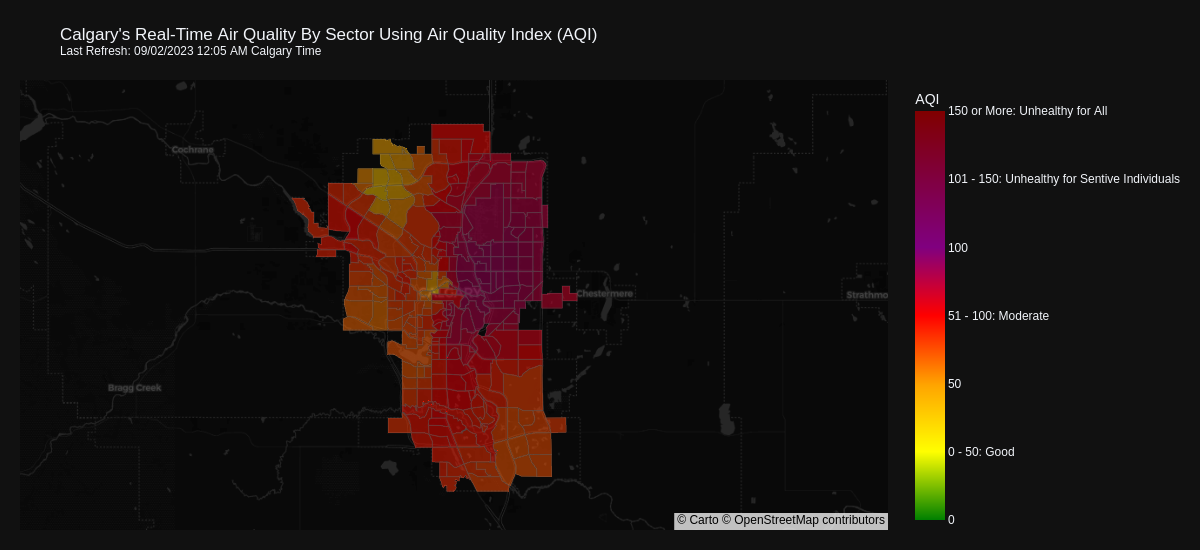 Calgary's Real-Time Air Quality By Sector Using Air Quality Index (AQI)
Last Refresh: 09/02/2023 12:05 AM Calgary Time
AQI
150 or More: Unhealthy for All
Cochrane
101 - 150: Unhealthy for Sentive Individuals
100
Chestermere
Strathmo
51 - 100: Moderate
Bragg Creek
50
0 - 50: Good
© Carto © OpenStreetMap contributors
0